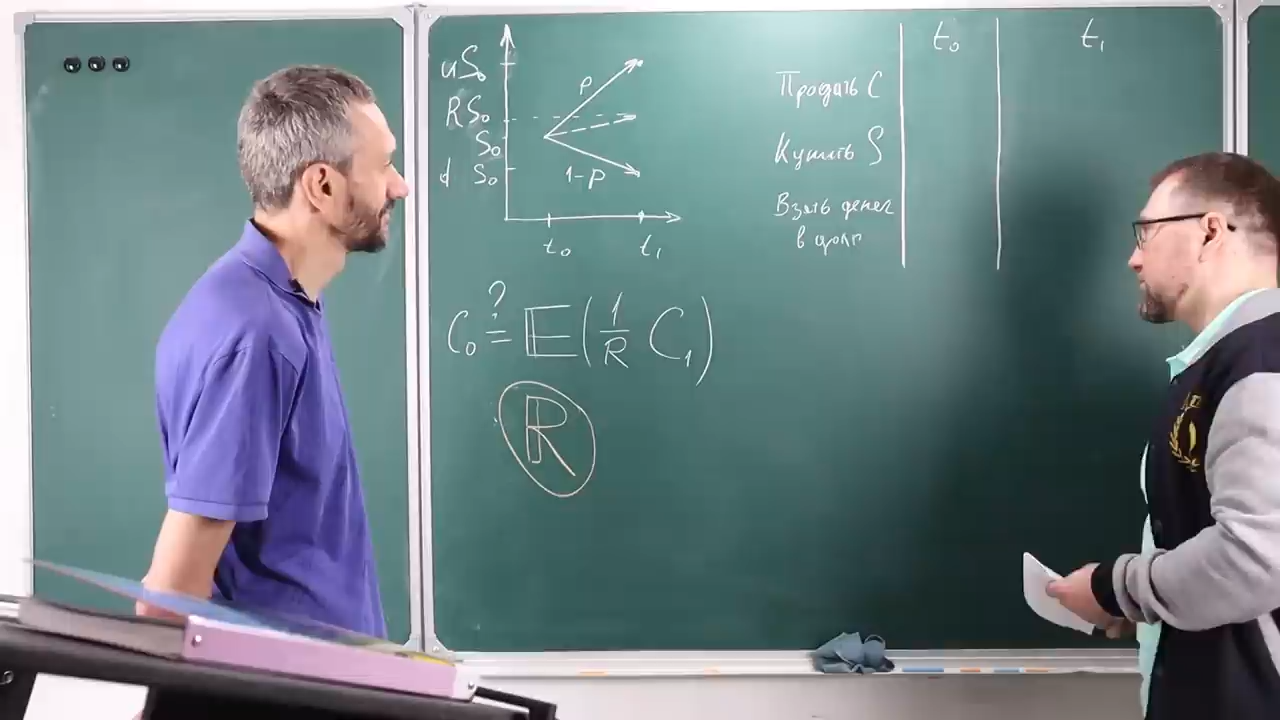 uS₀
RS₀
S₀
d S₀
p
1-p
t₀ t₁
C₀ ≟ 𝔼(1/R C₁)
ℝ
t₀ t₁
Продать C
Купить S
Взять денег
в долг